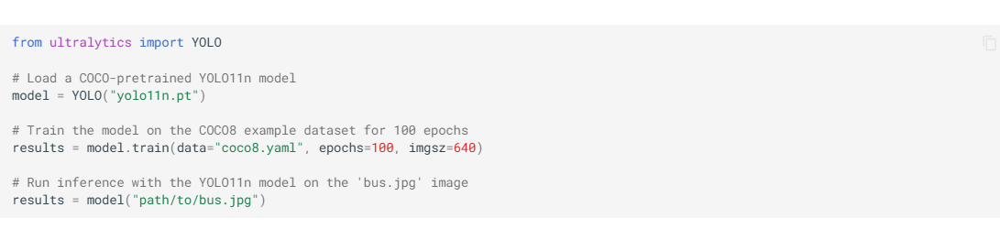 from ultralytics import YOLO
# Load a COCO-pretrained YOLO11n model
model = YOLO("yolo11n.pt")
# Train the model on the COCO8 example dataset for 100 epochs
results = model.train(data="coco8.yaml", epochs=100, imgsz=640)
# Run inference with the YOLO11n model on the 'bus.jpg' image
results = model("path/to/bus.jpg")